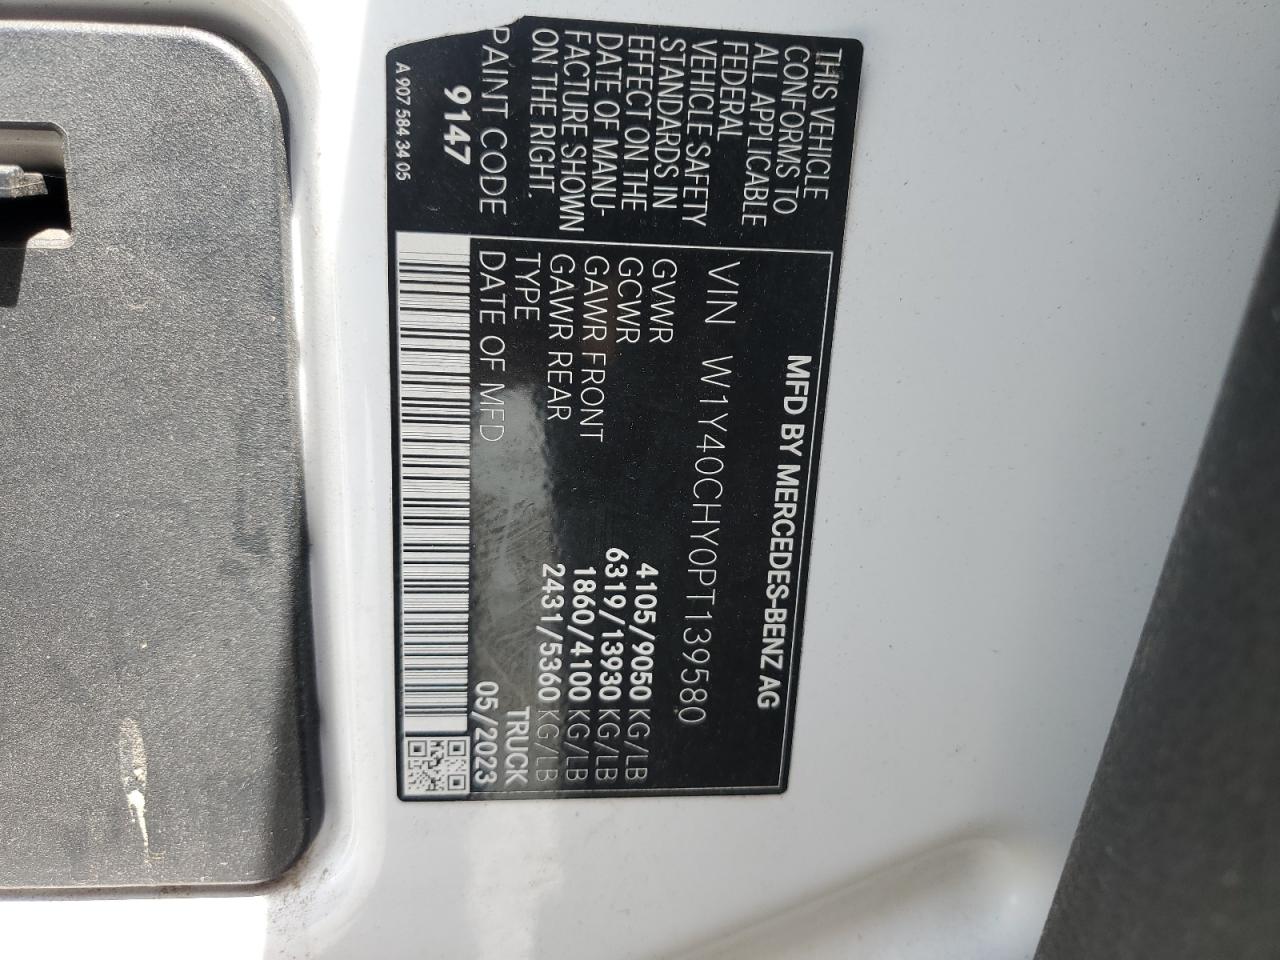 THIS VEHICLE
CONFORMS TO
ALL APPLICABLE
FEDERAL
VEHICLE SAFETY
STANDARDS IN
EFFECT ON THE
DATE OF MANU-
FACTURE SHOWN
ON THE RIGHT.
PAINT CODE
9147
A 907 584 34 05
MFD BY MERCEDES-BENZ AG
VIN W1Y40CHY0PT139580
GVWR 4105/9050 KG/LB
GCWR 6319/13930 KG/LB
GAWR FRONT 1860/4100 KG/LB
GAWR REAR 2431/5360 KG/LB
TYPE TRUCK
DATE OF MFD 05/2023